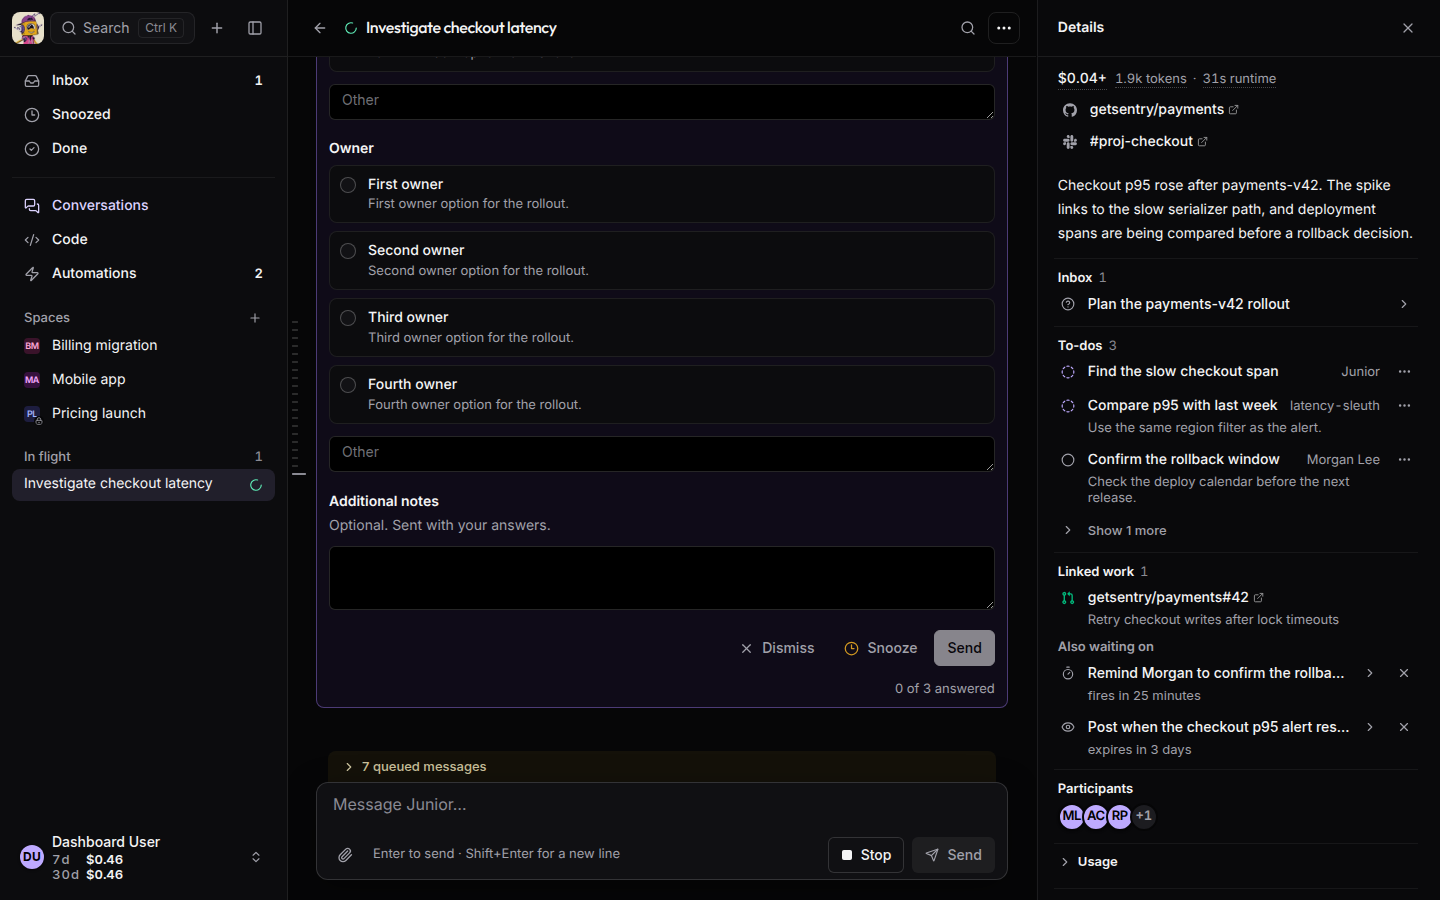 Search Ctrl K
Inbox 1
Snoozed
Done
Conversations
Code
Automations 2
Spaces
BM Billing migration
MA Mobile app
PL Pricing launch
In flight 1
Investigate checkout latency
DU Dashboard User
7d $0.46
30d $0.46
Investigate checkout latency
Other
Owner
First owner
First owner option for the rollout.
Second owner
Second owner option for the rollout.
Third owner
Third owner option for the rollout.
Fourth owner
Fourth owner option for the rollout.
Other
Additional notes
Optional. Sent with your answers.
Dismiss Snooze Send
0 of 3 answered
7 queued messages
Message Junior...
Enter to send · Shift+Enter for a new line
Stop Send
Details
$0.04+ 1.9k tokens · 31s runtime
getsentry/payments
#proj-checkout
Checkout p95 rose after payments-v42. The spike
links to the slow serializer path, and deployment
spans are being compared before a rollback decision.
Inbox 1
Plan the payments-v42 rollout
To-dos 3
Find the slow checkout span Junior
Compare p95 with last week latency-sleuth
Use the same region filter as the alert.
Confirm the rollback window Morgan Lee
Check the deploy calendar before the next
release.
Show 1 more
Linked work 1
getsentry/payments#42
Retry checkout writes after lock timeouts
Also waiting on
Remind Morgan to confirm the rollba...
fires in 25 minutes
Post when the checkout p95 alert res...
expires in 3 days
Participants
ML AC RP +1
Usage